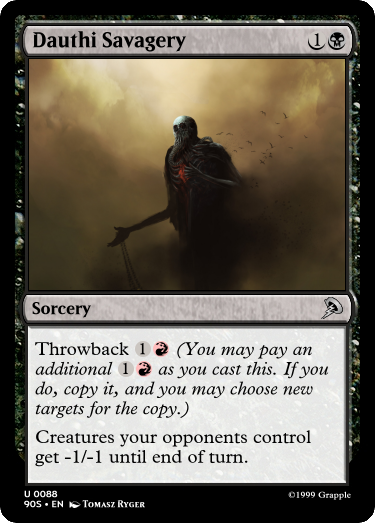 Dauthi Savagery 1
Sorcery
Throwback 1 (You may pay an
additional 1 as you cast this. If you
do, copy it, and you may choose new
targets for the copy.)
Creatures your opponents control
get -1/-1 until end of turn.
U 0088
90S • EN Tomasz Ryger
©1999 Grapple